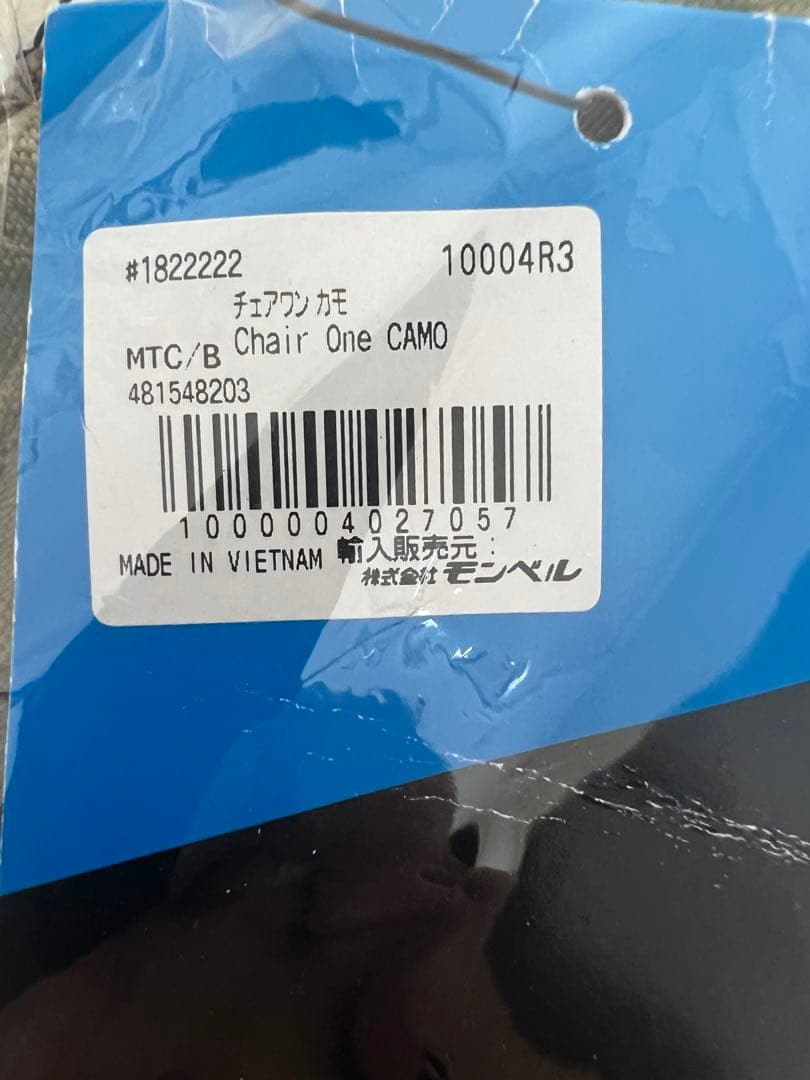 #1822222 10004R3
チェアワン カモ
MTC/B Chair One CAMO
481548203
1000004027057
MADE IN VIETNAM 輸入販売元:
株式会社 モンベル